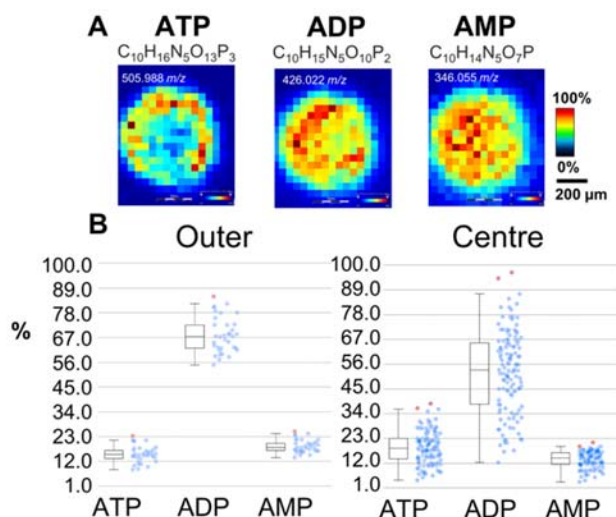 A
ATP ADP AMP
C10H16N5O13P3 C10H15N5O10P2 C10H14N5O7P
505.988 m/z 426.022 m/z 346.055 m/z
100%
0%
200 µm
B
Outer Centre
%
100.0
89.0
78.0
67.0
56.0
45.0
34.0
23.0
12.0
1.0
ATP ADP AMP
100.0
89.0
78.0
67.0
56.0
45.0
34.0
23.0
12.0
1.0
ATP ADP AMP